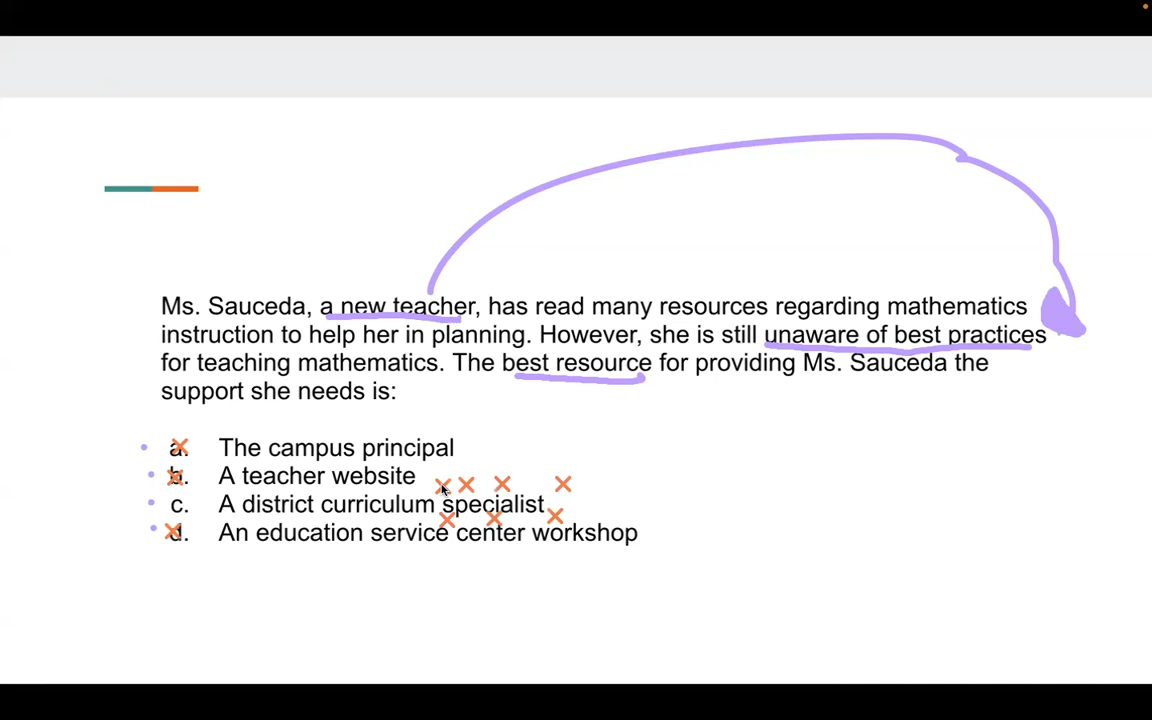 Ms. Sauceda, a new teacher, has read many resources regarding mathematics
instruction to help her in planning. However, she is still unaware of best practices
for teaching mathematics. The best resource for providing Ms. Sauceda the
support she needs is:
a. The campus principal
b. A teacher website
c. A district curriculum specialist
d. An education service center workshop